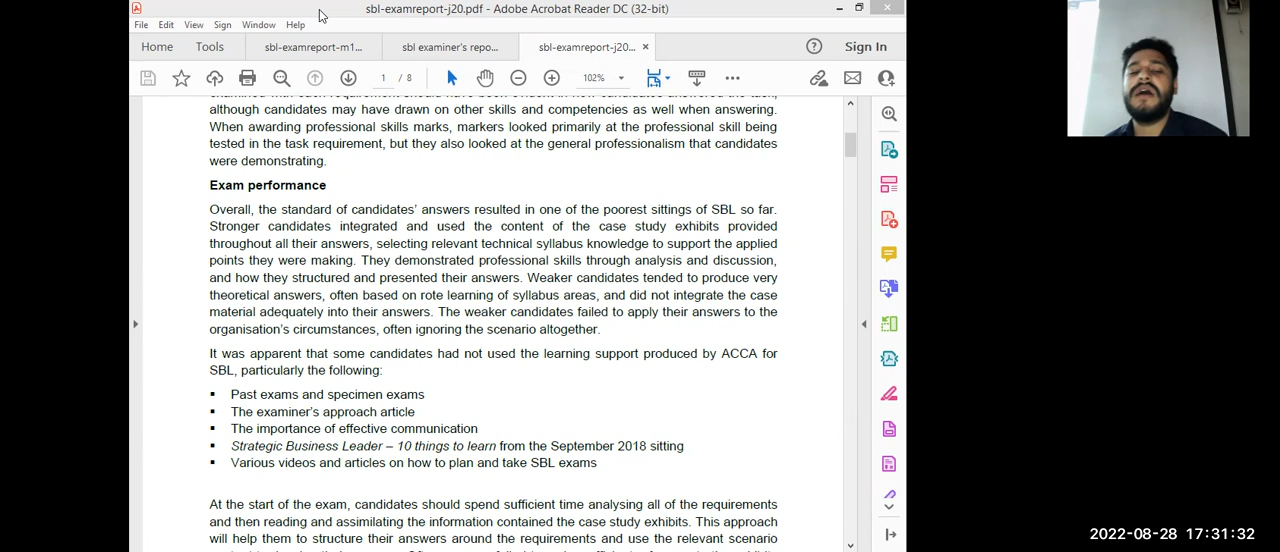 sbl-examreport-j20.pdf - Adobe Acrobat Reader DC (32-bit)
File Edit View Sign Window Help
Home Tools sbl-examreport-m1... sbl examiner's repo... sbl-examreport-j20... × Sign In
1 / 8 102%
although candidates may have drawn on other skills and competencies as well when answering.
When awarding professional skills marks, markers looked primarily at the professional skill being
tested in the task requirement, but they also looked at the general professionalism that candidates
were demonstrating.
Exam performance
Overall, the standard of candidates' answers resulted in one of the poorest sittings of SBL so far.
Stronger candidates integrated and used the content of the case study exhibits provided
throughout all their answers, selecting relevant technical syllabus knowledge to support the applied
points they were making. They demonstrated professional skills through analysis and discussion,
and how they structured and presented their answers. Weaker candidates tended to produce very
theoretical answers, often based on rote learning of syllabus areas, and did not integrate the case
material adequately into their answers. The weaker candidates failed to apply their answers to the
organisation's circumstances, often ignoring the scenario altogether.
It was apparent that some candidates had not used the learning support produced by ACCA for
SBL, particularly the following:
▪ Past exams and specimen exams
▪ The examiner's approach article
▪ The importance of effective communication
▪ Strategic Business Leader – 10 things to learn from the September 2018 sitting
▪ Various videos and articles on how to plan and take SBL exams
At the start of the exam, candidates should spend sufficient time analysing all of the requirements
and then reading and assimilating the information contained the case study exhibits. This approach
will help them to structure their answers around the requirements and use the relevant scenario
2022-08-28 17:31:32